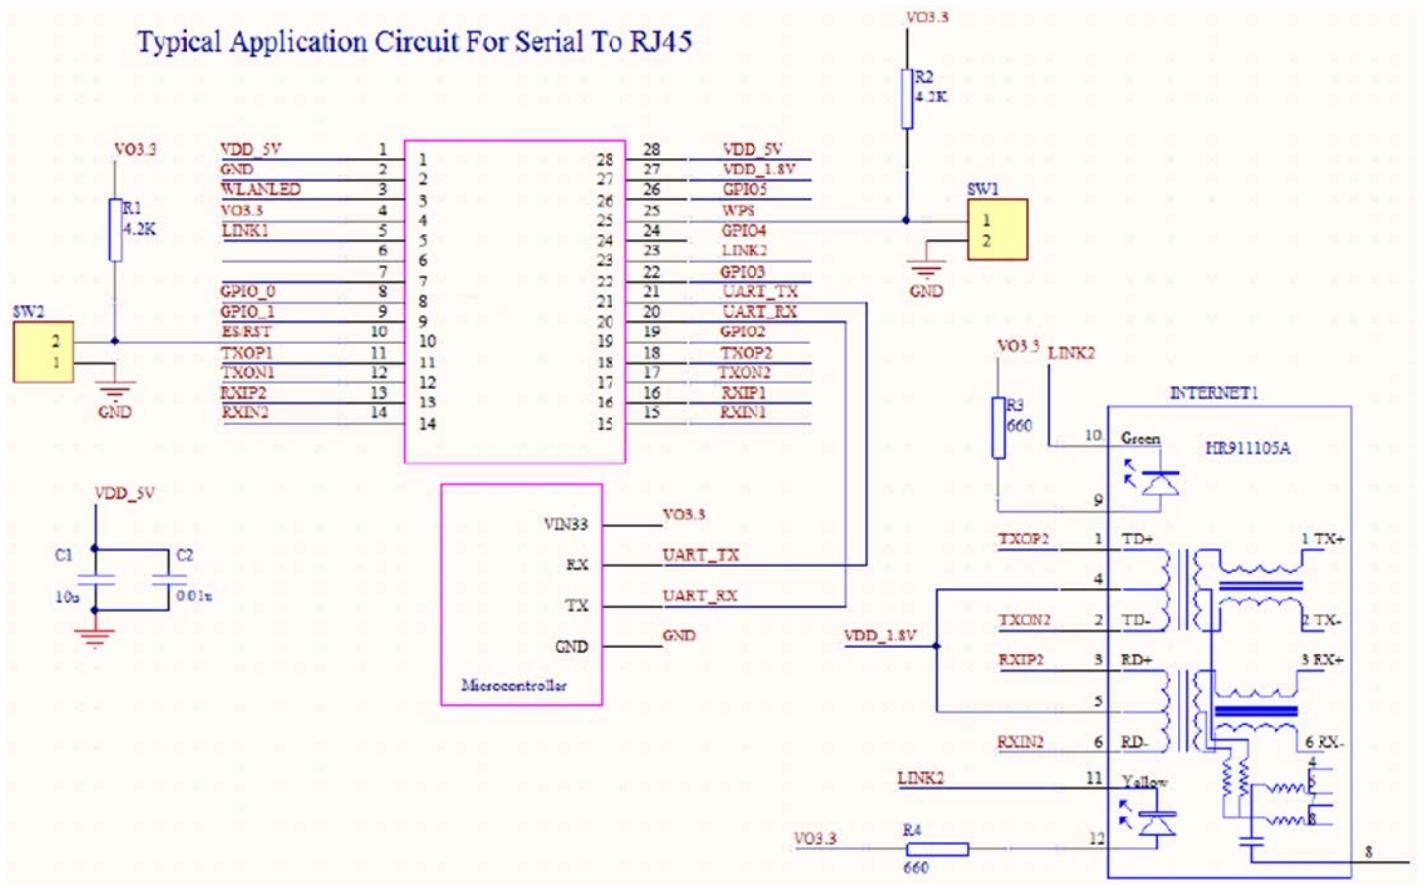 Typical Application Circuit For Serial To RJ45
VO3.3
R2
4.2K
VO3.3
R1
4.2K
VDD_5V 1 1 28 28 VDD_5V
GND 2 2 27 27 VDD_1.8V
WLANLED 3 3 26 26 GPIO5
VO3.3 4 4 25 25 WPS
LINK1 5 5 24 24 GPIO4
6 6 23 23 LINK2
7 7 22 22 GPIO3
GPIO_0 8 8 21 21 UART_TX
GPIO_1 9 9 20 20 UART_RX
ES/RST 10 10 19 19 GPIO2
TXOP1 11 11 18 18 TXOP2
TXON1 12 12 17 17 TXON2
RXIP2 13 13 16 16 RXIP1
RXIN2 14 14 15 15 RXIN1
SW1
1
2
GND
SW2
2
1
GND
VDD_5V
C1
10u
C2
0.01u
VIN33 VO3.3
RX UART_TX
TX UART_RX
GND GND
Microcontroller
VO3.3
LINK2
R3
660
INTERNET1
HR911105A
10 Green
9
TXOP2 1 TD+ 1 TX+
4
TXON2 2 TD- 2 TX-
VDD_1.8V
RXIP2 3 RD+ 3 RX+
5
RXIN2 6 RD- 6 RX-
4
5
7
8
LINK2 11 Yallow
VO3.3
R4
660
12
8